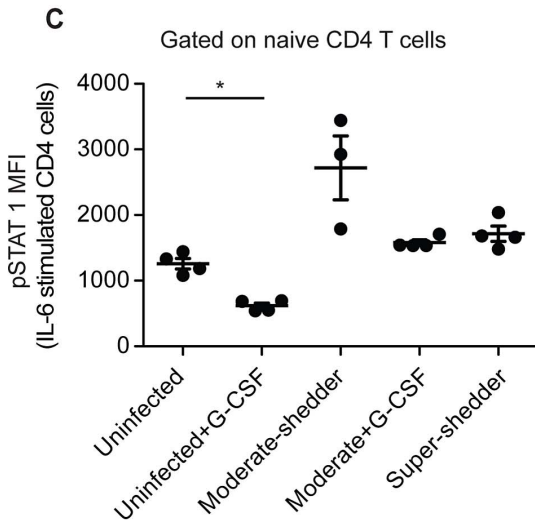 C
Gated on naive CD4 T cells
pSTAT 1 MFI
(IL-6 stimulated CD4 cells)
4000
3000
2000
1000
0
*
Uninfected
Uninfected+G-CSF
Moderate-shedder
Moderate+G-CSF
Super-shedder